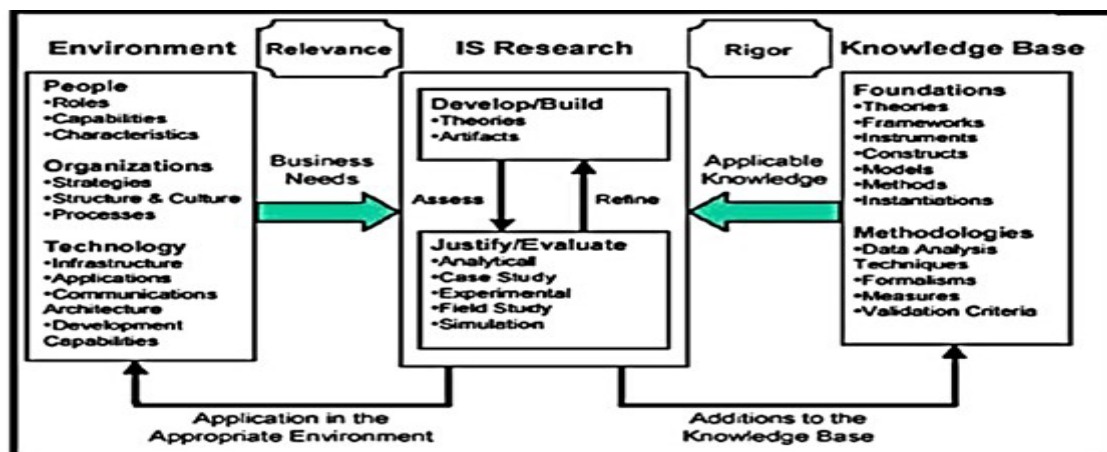 Environment
Relevance
IS Research
Rigor
Knowledge Base
People
•Roles
•Capabilities
•Characteristics
Organizations
•Strategies
•Structure & Culture
•Processes
Technology
•Infrastructure
•Applications
•Communications
Architecture
•Development
Capabilities
Business
Needs
Develop/Build
•Theories
•Artifacts
Assess
Refine
Justify/Evaluate
•Analyticall
•Case Study
•Experimental
•Field Study
•Simulation
Applicable
Knowledge
Foundations
•Theories
•Frameworks
•Instruments
•Constructs
•Models
•Methods
•Instantiations
Methodologies
•Data Analysis
Techniques
•Formalisms
•Measures
•Validation Criteria
Application in the
Appropriate Environment
Additions to the
Knowledge Base